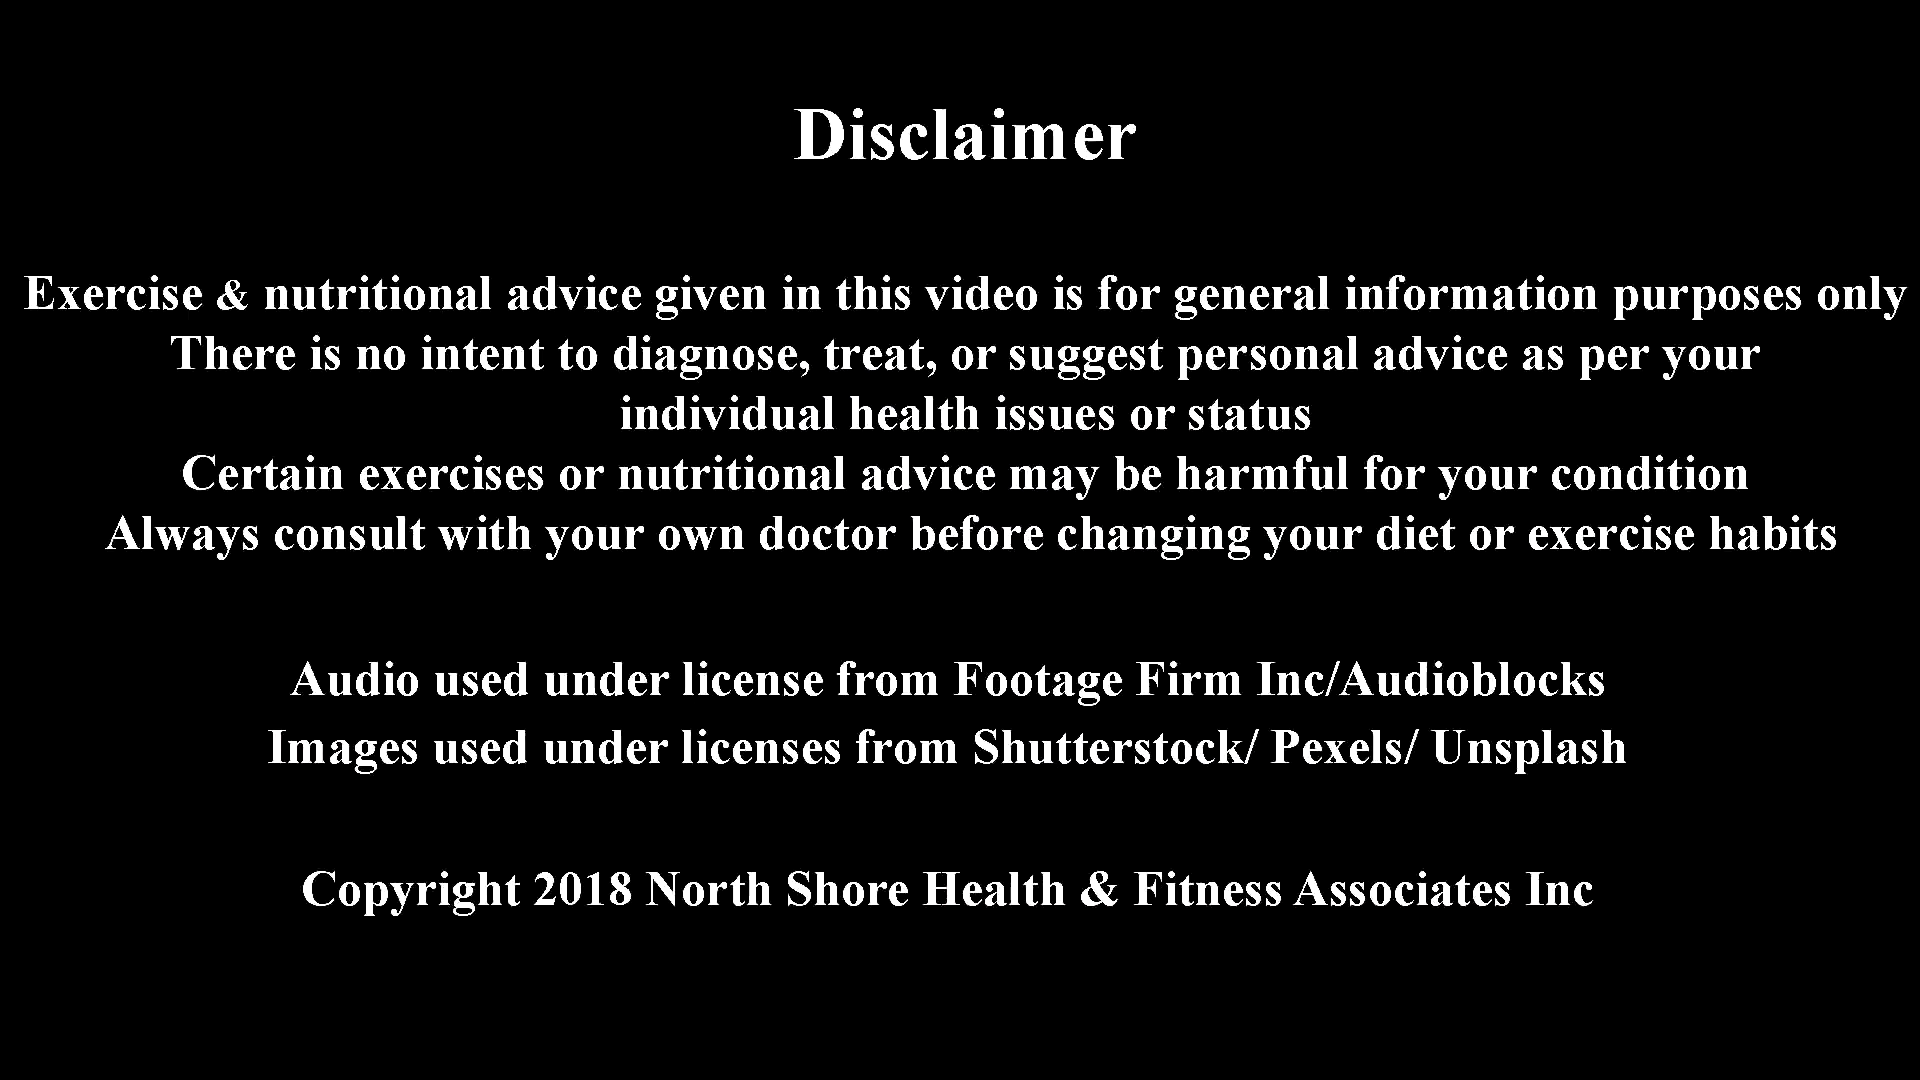 Disclaimer
Exercise & nutritional advice given in this video is for general information purposes only
There is no intent to diagnose, treat, or suggest personal advice as per your
individual health issues or status
Certain exercises or nutritional advice may be harmful for your condition
Always consult with your own doctor before changing your diet or exercise habits
Audio used under license from Footage Firm Inc/Audioblocks
Images used under licenses from Shutterstock/ Pexels/ Unsplash
Copyright 2018 North Shore Health & Fitness Associates Inc